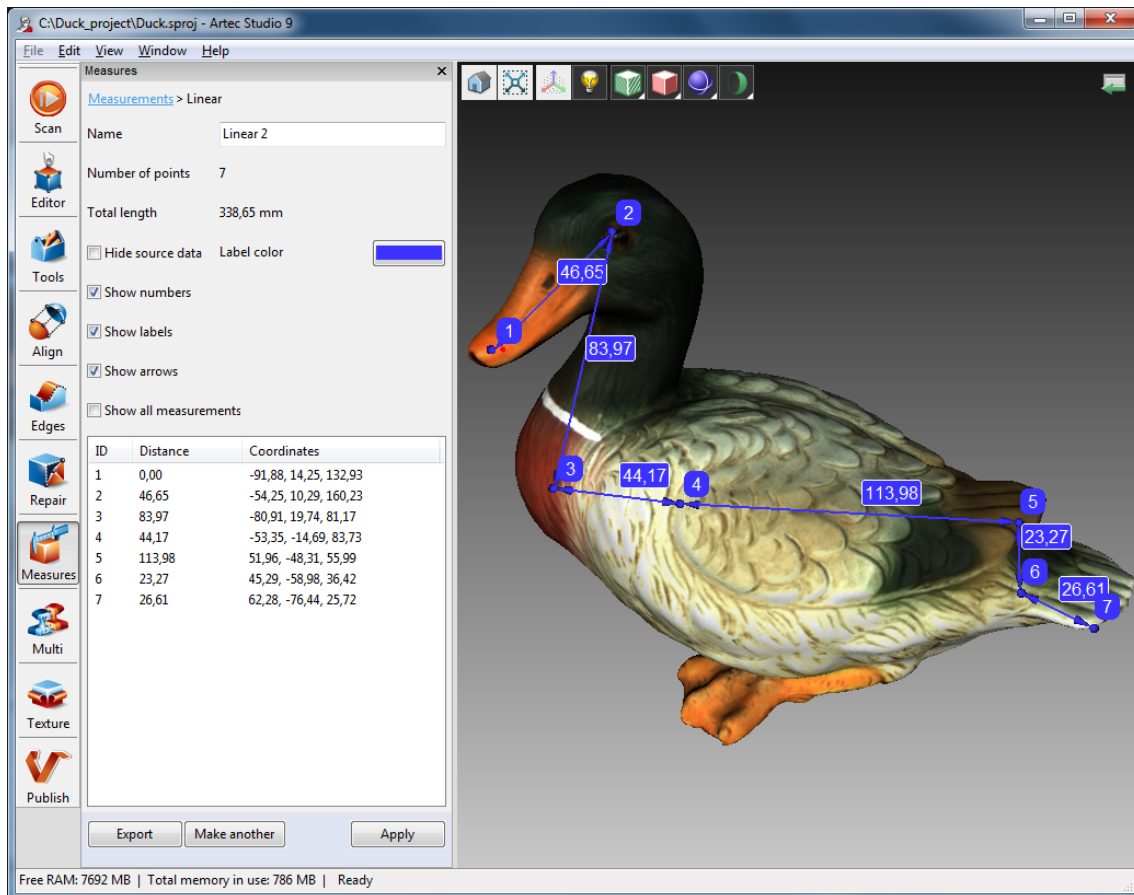 C:\Duck_project\Duck.sproj - Artec Studio 9
File Edit View Window Help
Scan
Editor
Tools
Align
Edges
Repair
Measures
Multi
Texture
Publish
Measures
Measurements > Linear
Name Linear 2
Number of points 7
Total length 338,65 mm
Hide source data Label color
Show numbers
Show labels
Show arrows
Show all measurements
ID Distance Coordinates
1 0,00 -91,88, 14,25, 132,93
2 46,65 -54,25, 10,29, 160,23
3 83,97 -80,91, 19,74, 81,17
4 44,17 -53,35, -14,69, 83,73
5 113,98 51,96, -48,31, 55,99
6 23,27 45,29, -58,98, 36,42
7 26,61 62,28, -76,44, 25,72
Export Make another Apply
2
46,65
1
83,97
3
44,17
4
113,98
5
23,27
6
26,61
7
Free RAM: 7692 MB | Total memory in use: 786 MB | Ready